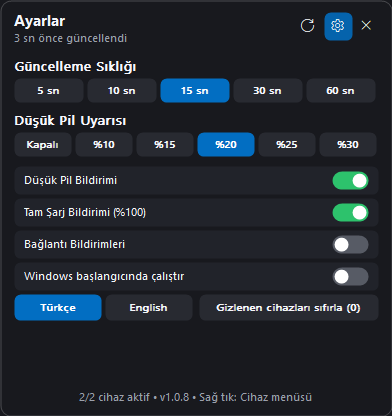 Ayarlar
3 sn önce güncellendi
Güncelleme Sıklığı
5 sn 10 sn 15 sn 30 sn 60 sn
Düşük Pil Uyarısı
Kapalı %10 %15 %20 %25 %30
Düşük Pil Bildirimi
Tam Şarj Bildirimi (%100)
Bağlantı Bildirimleri
Windows başlangıcında çalıştır
Türkçe English Gizlenen cihazları sıfırla (0)
2/2 cihaz aktif • v1.0.8 • Sağ tık: Cihaz menüsü